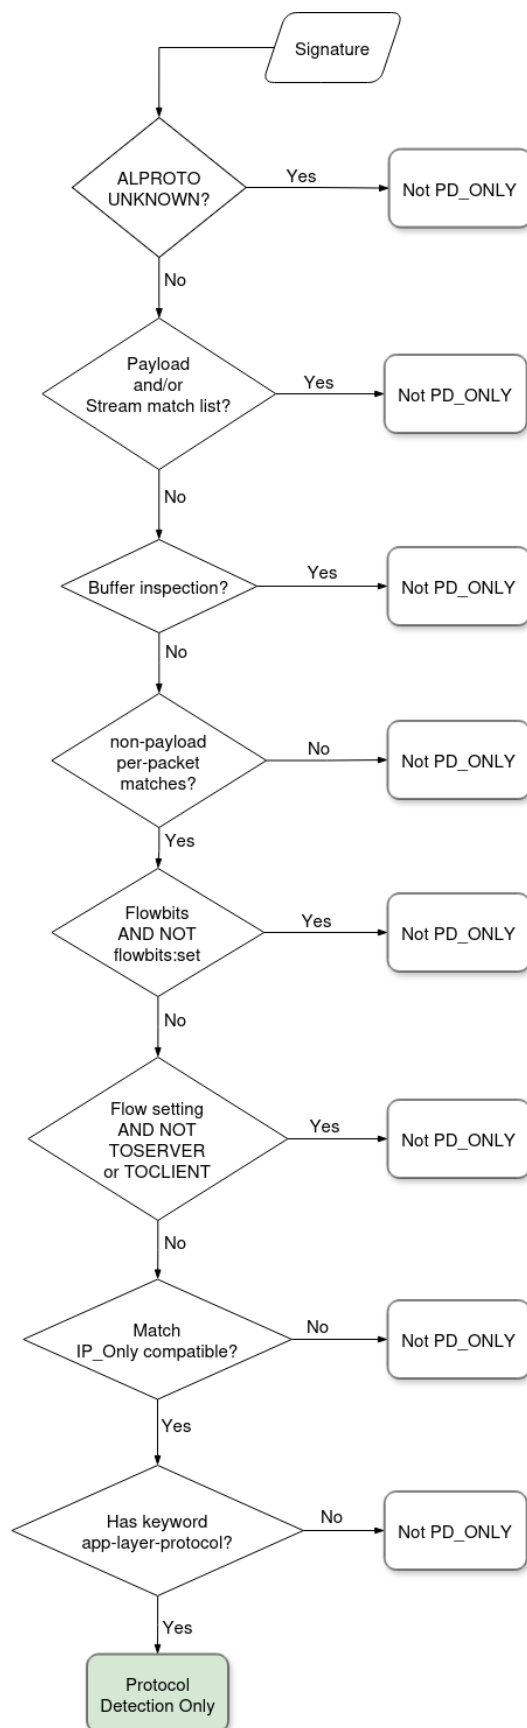 Signature
ALPROTO
UNKNOWN?
Yes
Not PD_ONLY
No
Payload
and/or
Stream match list?
Yes
Not PD_ONLY
No
Buffer inspection?
Yes
Not PD_ONLY
No
non-payload
per-packet
matches?
No
Not PD_ONLY
Yes
Flowbits
AND NOT
flowbits:set
Yes
Not PD_ONLY
No
Flow setting
AND NOT
TOSERVER
or TOCLIENT
Yes
Not PD_ONLY
No
Match
IP_Only compatible?
No
Not PD_ONLY
Yes
Has keyword
app-layer-protocol?
No
Not PD_ONLY
Yes
Protocol
Detection Only